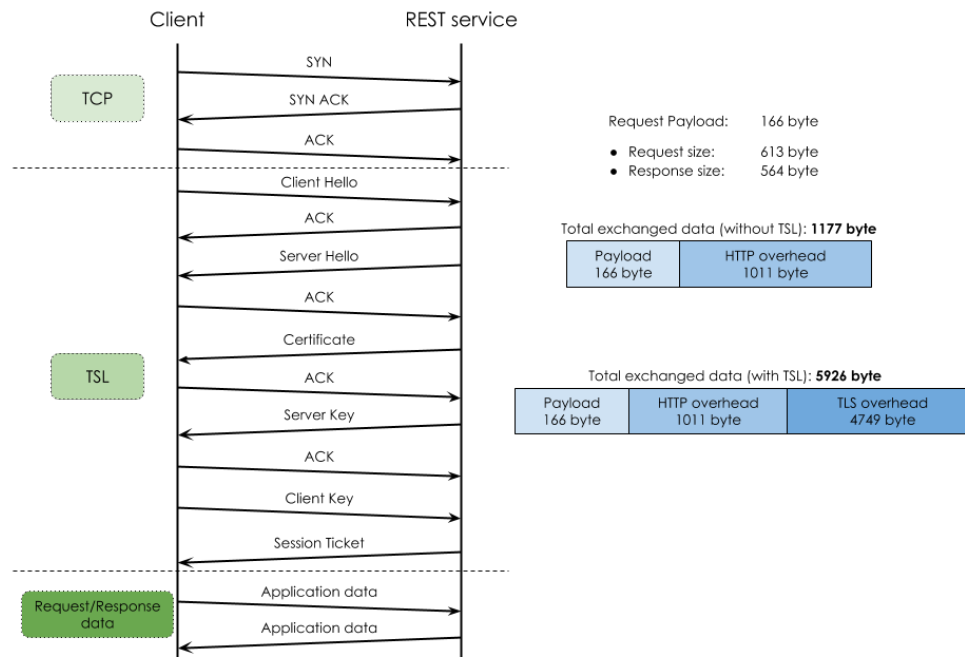 Client
REST service
TCP
SYN
SYN ACK
ACK
TSL
Client Hello
ACK
Server Hello
ACK
Certificate
ACK
Server Key
ACK
Client Key
Session Ticket
Request/Response
data
Application data
Application data
Request Payload: 166 byte
● Request size: 613 byte
● Response size: 564 byte
Total exchanged data (without TSL): 1177 byte
Payload
166 byte
HTTP overhead
1011 byte
Total exchanged data (with TSL): 5926 byte
Payload
166 byte
HTTP overhead
1011 byte
TLS overhead
4749 byte